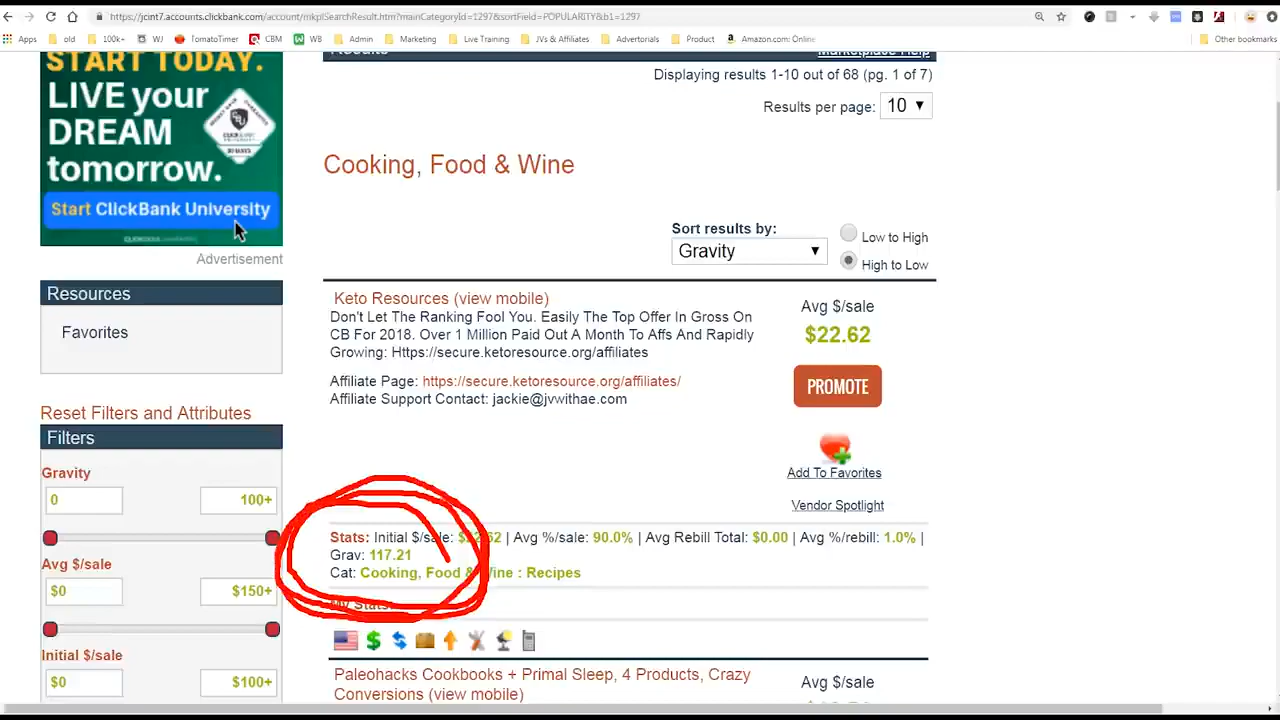 https://jcint7.accounts.clickbank.com/account/mkplSearchResult.htm?mainCategoryId=1297&sortField=POPULARITY&b1=1297
Apps old 100k+ WJ TomatoTimer CBM WB Admin Marketing Live Training JVs & Affiliates Advertorials Product Amazon.com: Onlin Other bookmarks
START TODAY.
LIVE your
DREAM
tomorrow.
Start ClickBank University
Advertisement
Resources
Favorites
Reset Filters and Attributes
Filters
Gravity
0 100+
Avg $/sale
$0 $150+
Initial $/sale
$0 $100+
Results Marketplace Help
Displaying results 1-10 out of 68 (pg. 1 of 7)
Results per page: 10
Cooking, Food & Wine
Sort results by:
Gravity
Low to High
High to Low
Keto Resources (view mobile)
Don't Let The Ranking Fool You. Easily The Top Offer In Gross On
CB For 2018. Over 1 Million Paid Out A Month To Affs And Rapidly
Growing: Https://secure.ketoresource.org/affiliates
Affiliate Page: https://secure.ketoresource.org/affiliates/
Affiliate Support Contact: jackie@jvwithae.com
Avg $/sale
$22.62
PROMOTE
Add To Favorites
Vendor Spotlight
Stats: Initial $/sale: $22.62 | Avg %/sale: 90.0% | Avg Rebill Total: $0.00 | Avg %/rebill: 1.0% |
Grav: 117.21
Cat: Cooking, Food & Wine : Recipes
My Stats:
Paleohacks Cookbooks + Primal Sleep, 4 Products, Crazy
Conversions (view mobile)
Avg $/sale